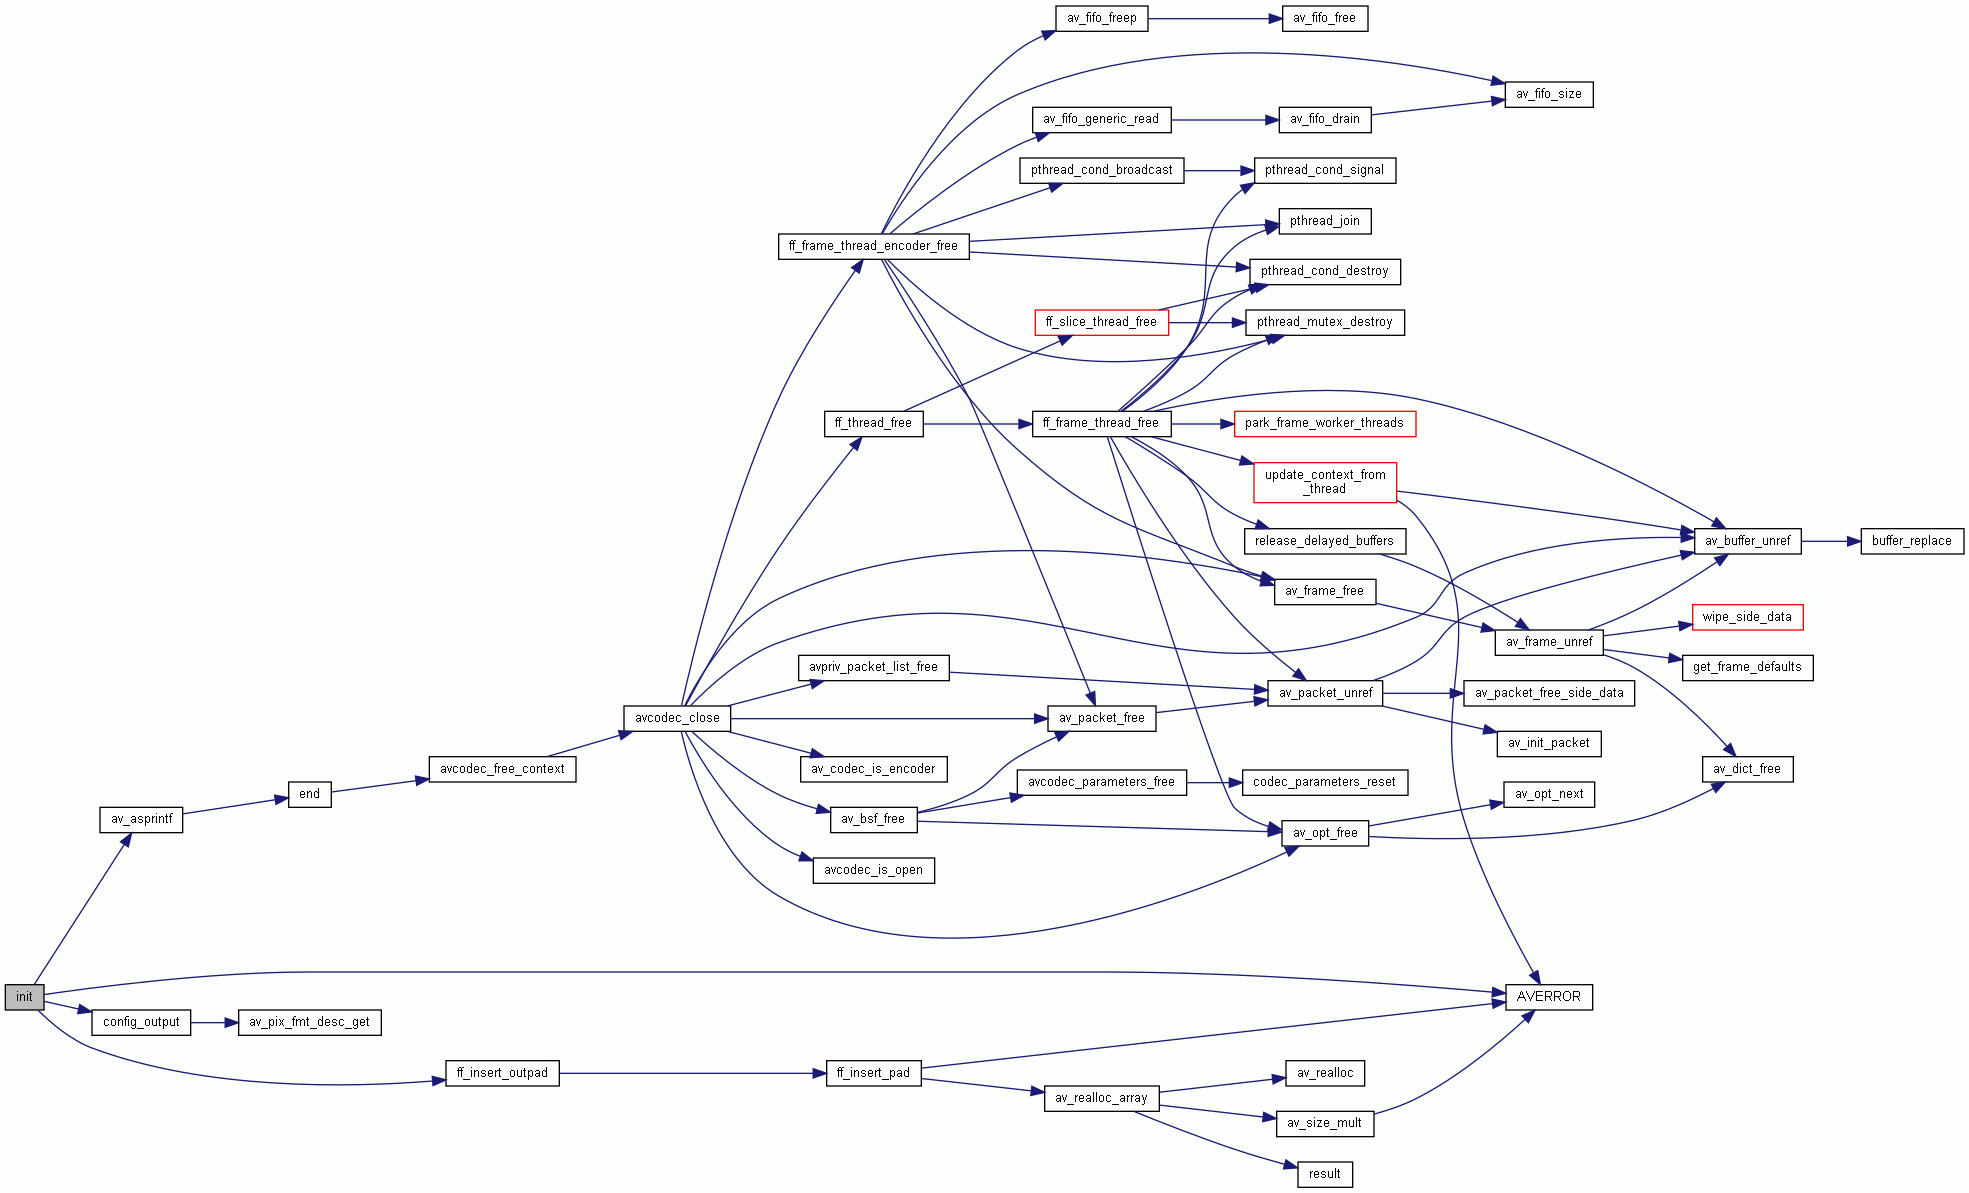 av_fifo_freep
av_fifo_free
av_fifo_size
av_fifo_generic_read
av_fifo_drain
pthread_cond_broadcast
pthread_cond_signal
pthread_join
ff_frame_thread_encoder_free
pthread_cond_destroy
ff_slice_thread_free
pthread_mutex_destroy
ff_thread_free
ff_frame_thread_free
park_frame_worker_threads
update_context_from
_thread
release_delayed_buffers
av_buffer_unref
buffer_replace
av_frame_free
wipe_side_data
av_frame_unref
avpriv_packet_list_free
get_frame_defaults
av_packet_unref
av_packet_free_side_data
avcodec_close
av_packet_free
av_init_packet
avcodec_free_context
av_codec_is_encoder
av_dict_free
avcodec_parameters_free
codec_parameters_reset
end
av_opt_next
av_asprintf
av_bsf_free
av_opt_free
avcodec_is_open
init
AVERROR
config_output
av_pix_fmt_desc_get
ff_insert_outpad
ff_insert_pad
av_realloc
av_realloc_array
av_size_mult
result